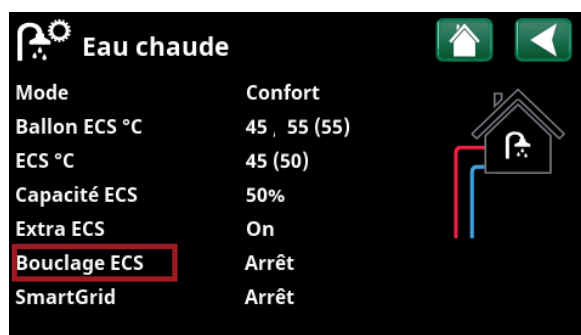 Eau chaude
Mode Confort
Ballon ECS °C 45 , 55 (55)
ECS °C 45 (50)
Capacité ECS 50%
Extra ECS On
Bouclage ECS Arrêt
SmartGrid Arrêt